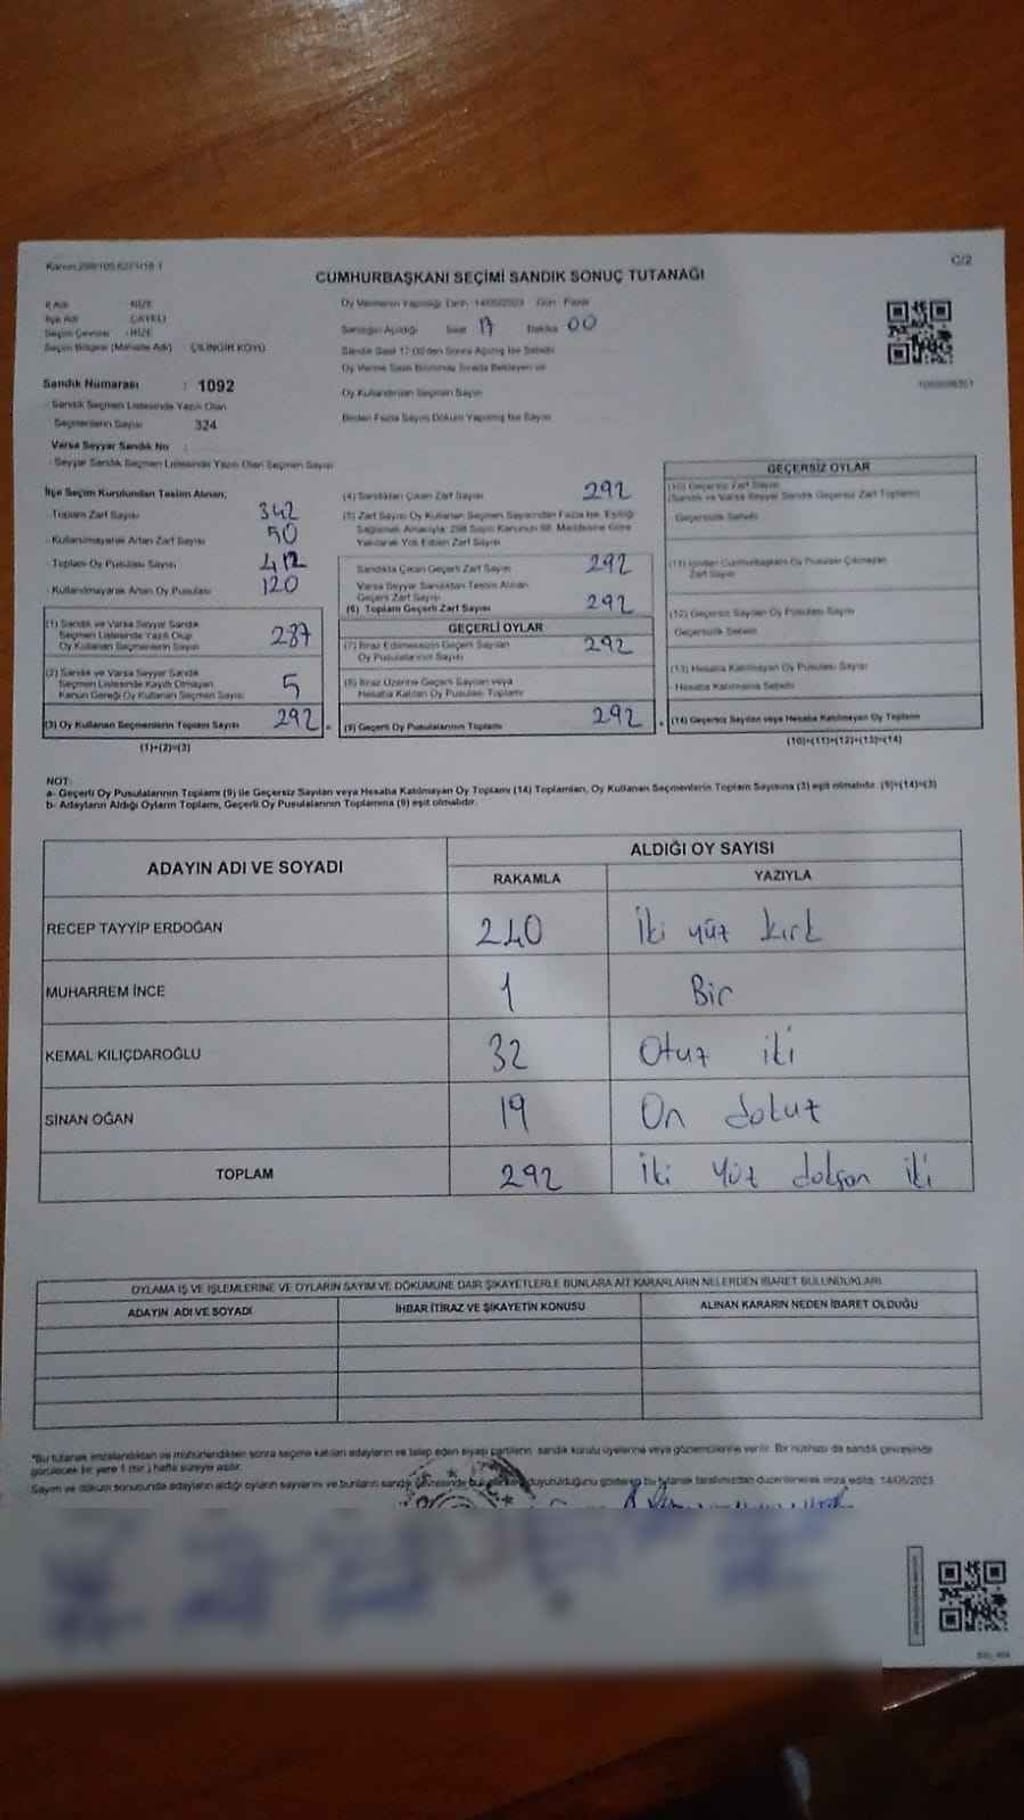 C/2
CUMHURBAŞKANI SEÇİMİ SANDIK SONUÇ TUTANAĞI
İl Adı : RİZE
İlçe Adı : ÇAYELİ
Seçim Çevresi : RİZE
Seçim Bölgesi (Mahalle Adı) : ÇİLİNGİR KÖYÜ
Oy Vermenin Yapıldığı Tarih : 14/05/2023 Gün : Pazar
Sandığın Açıldığı Saat 17 Dakika 00
Sandık Saat 17:00'den Sonra Açılmış İse Sebebi
Oy Kullandırılan Seçmen Sayısı
Birden Fazla Sayım Döküm Yapılmış İse Sayısı
Sandık Numarası : 1092
Sandık Seçmen Listesinde Yazılı Olan
Seçmenlerin Sayısı 324
Varsa Seyyar Sandık No :
Seyyar Sandık Seçmen Listesinde Yazılı Olan Seçmen Sayısı
İlçe Seçim Kurulundan Teslim Alınan;
Toplam Zarf Sayısı 342
Kullanılmayarak Artan Zarf Sayısı 50
Toplam Oy Pusulası Sayısı 412
Kullanılmayarak Artan Oy Pusulası 120
(1) Sandık ve Varsa Seyyar Sandık
Seçmen Listesinde Yazılı Olup
Oy Kullanan Seçmenlerin Sayısı 287
(2) Sandık ve Varsa Seyyar Sandık
Seçmen Listesinde Kayıtlı Olmayan
Kanun Gereği Oy Kullanan Seçmen Sayısı 5
(3) Oy Kullanan Seçmenlerin Toplam Sayısı 292
(1)+(2)=(3)
(4) Sandıktan Çıkan Zarf Sayısı 292
(5) Zarf Sayısı Oy Kullanan Seçmen Sayısından Fazla İse, Eşitliği
Sağlamak Amacıyla, 298 Sayılı Kanunun 98. Maddesine Göre
Yakılarak Yok Edilen Zarf Sayısı
Sandıkta Çıkan Geçerli Zarf Sayısı 292
Varsa Seyyar Sandıktan Teslim Alınan
Geçerli Zarf Sayısı
(6) Toplam Geçerli Zarf Sayısı 292
GEÇERLİ OYLAR
(7) İtiraz Edilmeksizin Geçerli Sayılan
Oy Pusulalarının Sayısı 292
(8) İtiraz Üzerine Geçerli Sayılan veya
Hesaba Katılan Oy Pusulası Toplamı
(9) Geçerli Oy Pusulalarının Toplamı 292
GEÇERSİZ OYLAR
(10) Geçersiz Zarf Sayısı
(Sandık ve Varsa Seyyar Sandık Geçersiz Zarf Toplamı)
Geçersizlik Sebebi
(11) İçinden Cumhurbaşkanı Oy Pusulası Çıkmayan
Zarf Sayısı
(12) Geçersiz Sayılan Oy Pusulası Sayısı
Geçersizlik Sebebi
(13) Hesaba Katılmayan Oy Pusulası Sayısı
Hesaba Katılmama Sebebi
(14) Geçersiz Sayılan veya Hesaba Katılmayan Oy Toplamı
(10)+(11)+(12)+(13)=(14)
NOT:
a- Geçerli Oy Pusulalarının Toplamı (9) ile Geçersiz Sayılan veya Hesaba Katılmayan Oy Toplamı (14) Toplamları, Oy Kullanan Seçmenlerin Toplam Sayısına (3) eşit olmalıdır. (9)+(14)=(3)
b- Adayların Aldığı Oyların Toplamı, Geçerli Oy Pusulalarının Toplamına (9) eşit olmalıdır.
ADAYIN ADI VE SOYADI
ALDIĞI OY SAYISI
RAKAMLA YAZIYLA
RECEP TAYYİP ERDOĞAN 240 İki yüz kırk
MUHARREM İNCE 1 Bir
KEMAL KILIÇDAROĞLU 32 Otuz iki
SİNAN OĞAN 19 On dokuz
TOPLAM 292 İki yüz doksan iki
OYLAMA İŞ VE İŞLEMLERİNE VE OYLARIN SAYIM VE DÖKÜMÜNE DAİR ŞİKAYETLERLE BUNLARA AİT KARARLARIN NELERDEN İBARET BULUNDUKLARI
ADAYIN ADI VE SOYADI İHBAR İTİRAZ VE ŞİKAYETİN KONUSU ALINAN KARARIN NEDEN İBARET OLDUĞU
*Bu tutanak imzalandıktan ve mühürlendikten sonra seçime katılan adayların ve talep eden siyasi partilerin sandık kurulu üyelerine veya gözlemcilerine verilir. Bir nüshası da sandık çevresinde
görülecek bir yere 1 (bir) hafta süreyle asılır.
Sayım ve döküm sonucunda adayların aldığı oyların sayılarını ve bunların sandık çevresinde duyurulduğunu gösteren bu tutanak tarafımızdan düzenlenerek imza edildi. 14/05/2023